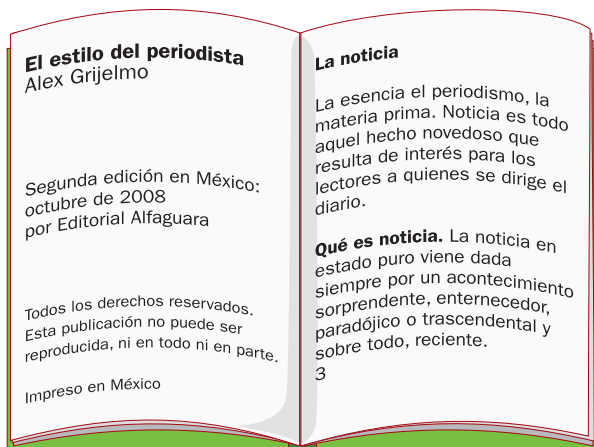 El estilo del periodista
Alex Grijelmo
Segunda edición en México:
octubre de 2008
por Editorial Alfaguara
Todos los derechos reservados.
Esta publicación no puede ser
reproducida, ni en todo ni en parte.
Impreso en México
La noticia
La esencia el periodismo, la
materia prima. Noticia es todo
aquel hecho novedoso que
resulta de interés para los
lectores a quienes se dirige el
diario.
Qué es noticia. La noticia en
estado puro viene dada
siempre por un acontecimiento
sorprendente, enternecedor,
paradójico o trascendental y
sobre todo, reciente.
3